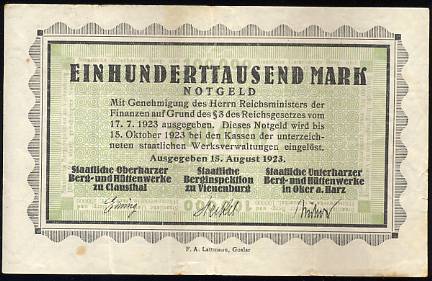 EINHUNDERTTAUSEND MARK
NOTGELD
Mit Genehmigung des Herrn Reichsministers der
Finanzen auf Grund des §3 des Reichsgesetzes vom
17. 7. 1923 ausgegeben. Dieses Notgeld wird bis
15. Oktober 1923 bei den Kassen der unterzeich-
neten staatlichen Werksverwaltungen eingelöst.
Ausgegeben 15. August 1923.
Staatliche Oberharzer Staatliche Staatliche Unterharzer
Berg- und Hüttenwerke Berginspektion Berg- und Hüttenwerke
zu Clausthal zu Vienenburg in Oker a. Harz
F. A. Lattmann, Goslar